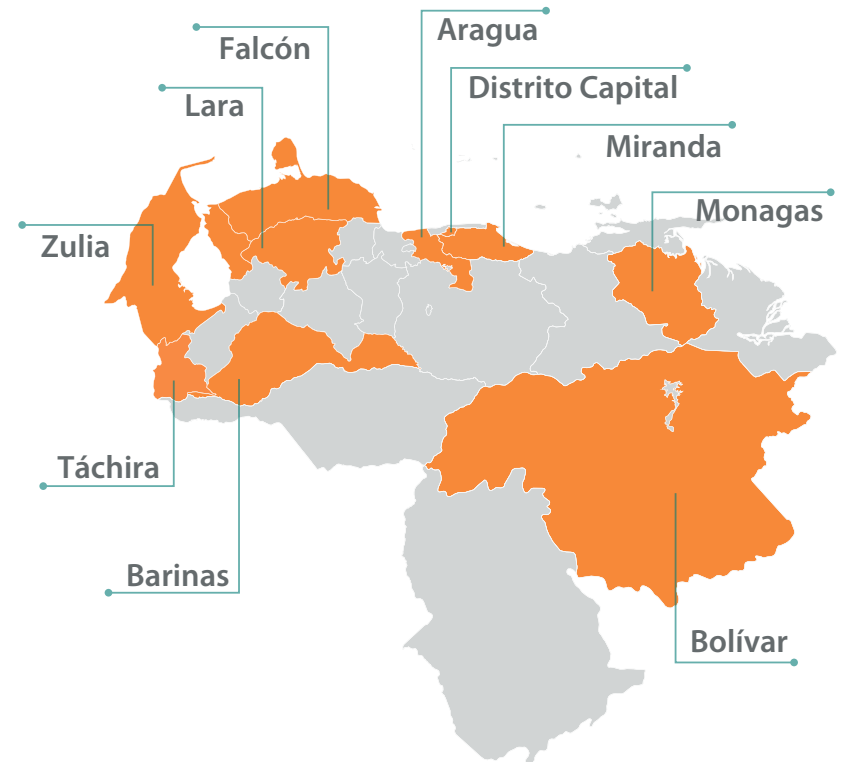 Aragua
Falcón
Distrito Capital
Lara
Miranda
Monagas
Zulia
Táchira
Barinas
Bolívar